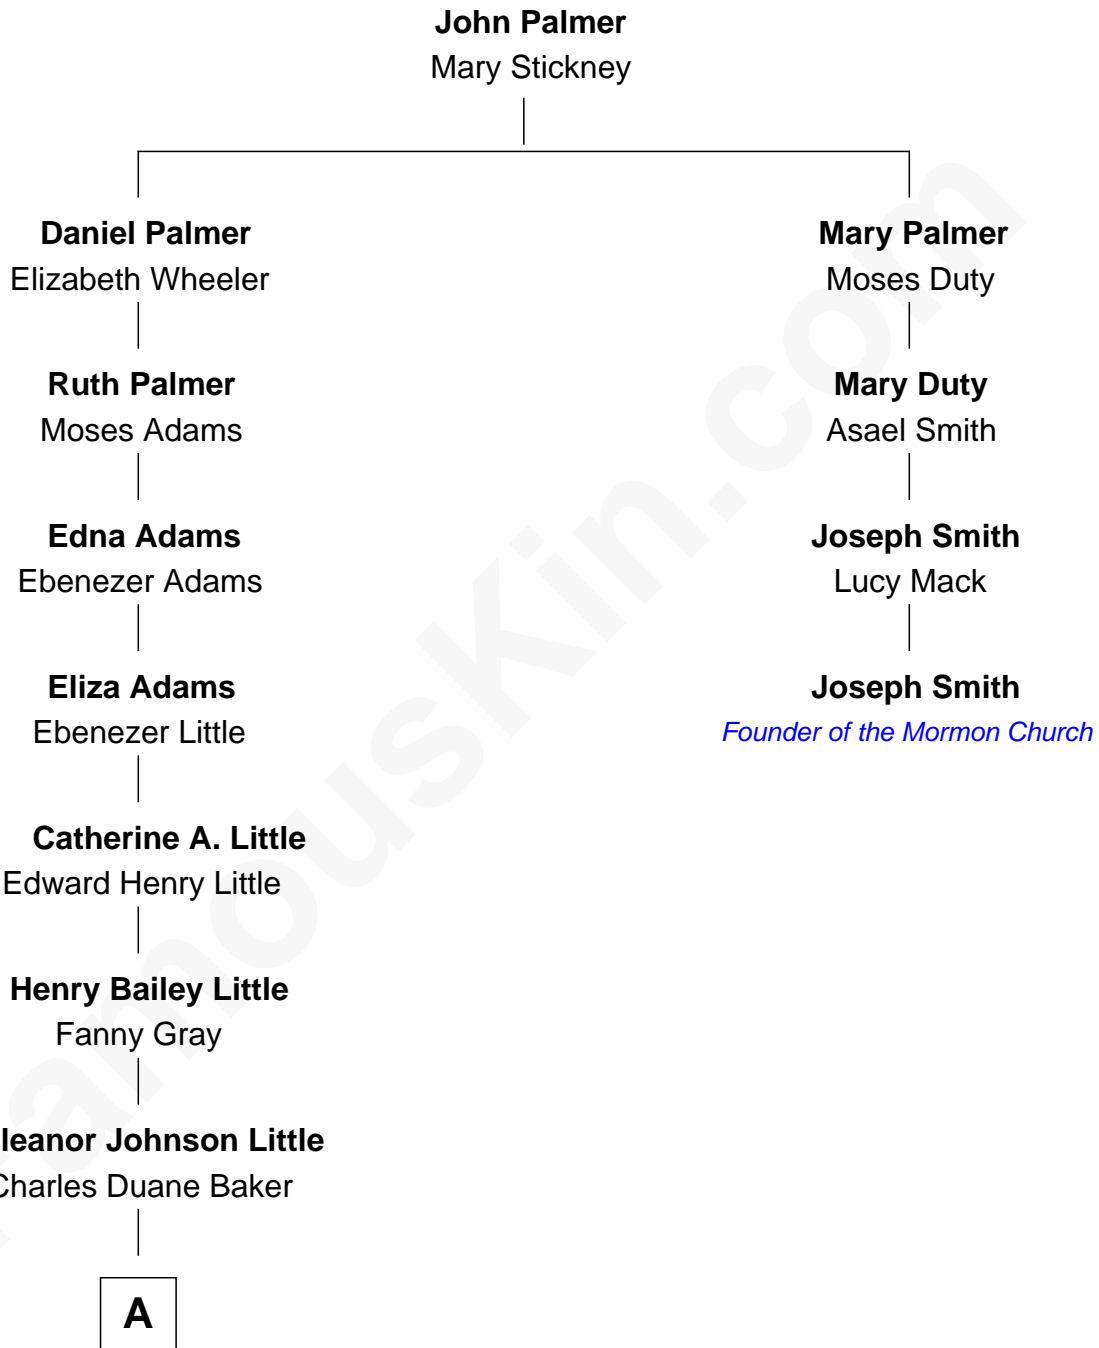 John Palmer
Mary Stickney
Daniel Palmer
Elizabeth Wheeler
Ruth Palmer
Moses Adams
Edna Adams
Ebenezer Adams
Eliza Adams
Ebenezer Little
Catherine A. Little
Edward Henry Little
Henry Bailey Little
Fanny Gray
leanor Johnson Little
Charles Duane Baker
A
Mary Palmer
Moses Duty
Mary Duty
Asael Smith
Joseph Smith
Lucy Mack
Joseph Smith
Founder of the Mormon Church
FamousKin.com